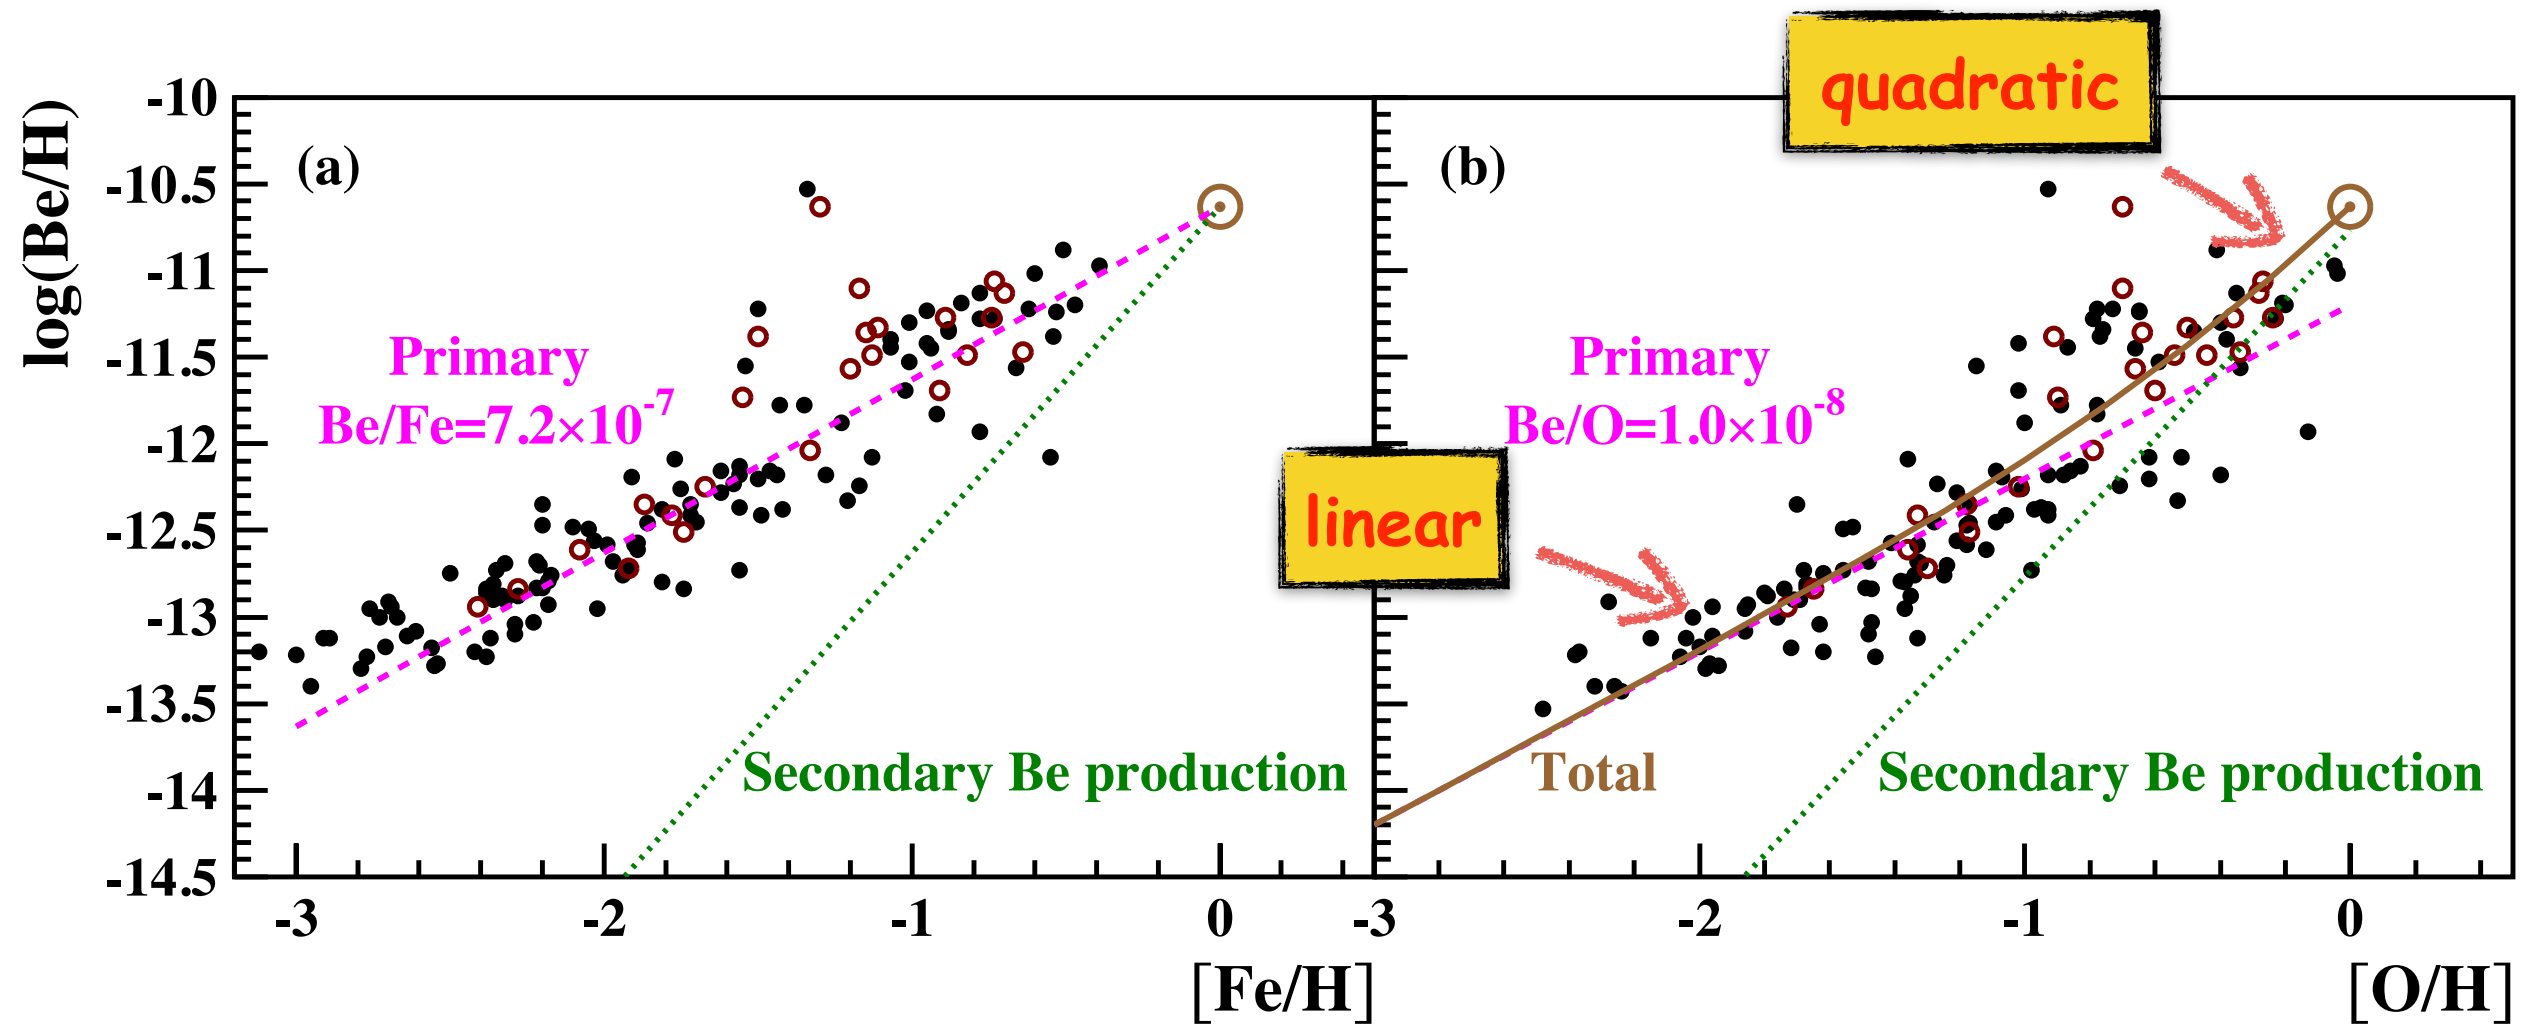 quadratic
log(Be/H)
-10
-10.5
-11
-11.5
-12
-12.5
-13
-13.5
-14
-14.5
(a)
Primary
Be/Fe=7.2×10^-7
Secondary Be production
-3
-2
-1
0
[Fe/H]
(b)
Primary
Be/O=1.0×10^-8
linear
Total
Secondary Be production
-3
-2
-1
0
[O/H]